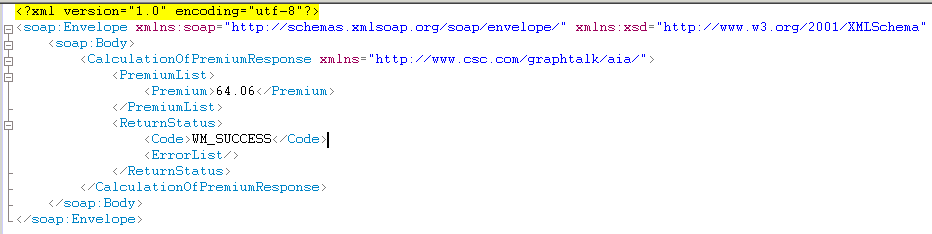 <?xml version="1.0" encoding="utf-8"?>
<soap:Envelope xmlns:soap="http://schemas.xmlsoap.org/soap/envelope/" xmlns:xsd="http://www.w3.org/2001/XMLSchema"
<soap:Body>
<CalculationOfPremiumResponse xmlns="http://www.csc.com/graphtalk/aia/">
<PremiumList>
<Premium>64.06</Premium>
</PremiumList>
<ReturnStatus>
<Code>WM_SUCCESS</Code>
<ErrorList/>
</ReturnStatus>
</CalculationOfPremiumResponse>
</soap:Body>
</soap:Envelope>